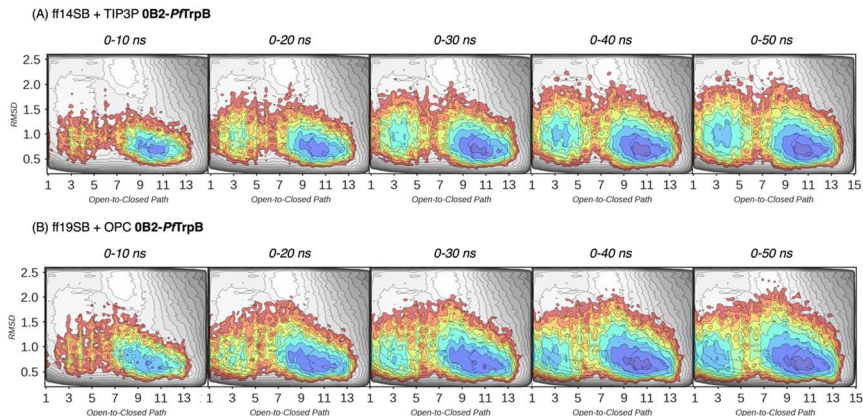 (A) ff14SB + TIP3P 0B2-PfTrpB
0-10 ns 0-20 ns 0-30 ns 0-40 ns 0-50 ns
2.5
2.0
1.5
1.0
0.5
RMSD
1 3 5 7 9 11 13 1 3 5 7 9 11 13 1 3 5 7 9 11 13 1 3 5 7 9 11 13 1 3 5 7 9 11 13 15
Open-to-Closed Path Open-to-Closed Path Open-to-Closed Path Open-to-Closed Path Open-to-Closed Path
(B) ff19SB + OPC 0B2-PfTrpB
0-10 ns 0-20 ns 0-30 ns 0-40 ns 0-50 ns
2.5
2.0
1.5
1.0
0.5
RMSD
1 3 5 7 9 11 13 1 3 5 7 9 11 13 1 3 5 7 9 11 13 1 3 5 7 9 11 13 1 3 5 7 9 11 13 15
Open-to-Closed Path Open-to-Closed Path Open-to-Closed Path Open-to-Closed Path Open-to-Closed Path